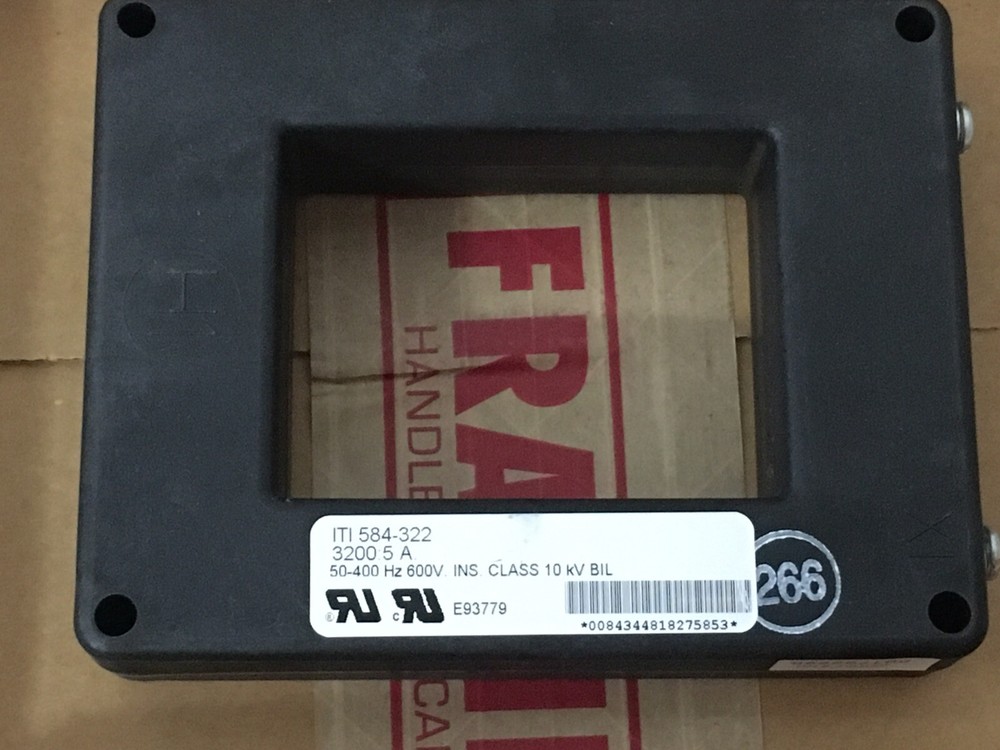 FRA
HANDLE
ITI 584-322
3200:5 A
50-400 Hz 600V. INS. CLASS 10 kV BIL
E93779
*0084344818275853*
266
CA